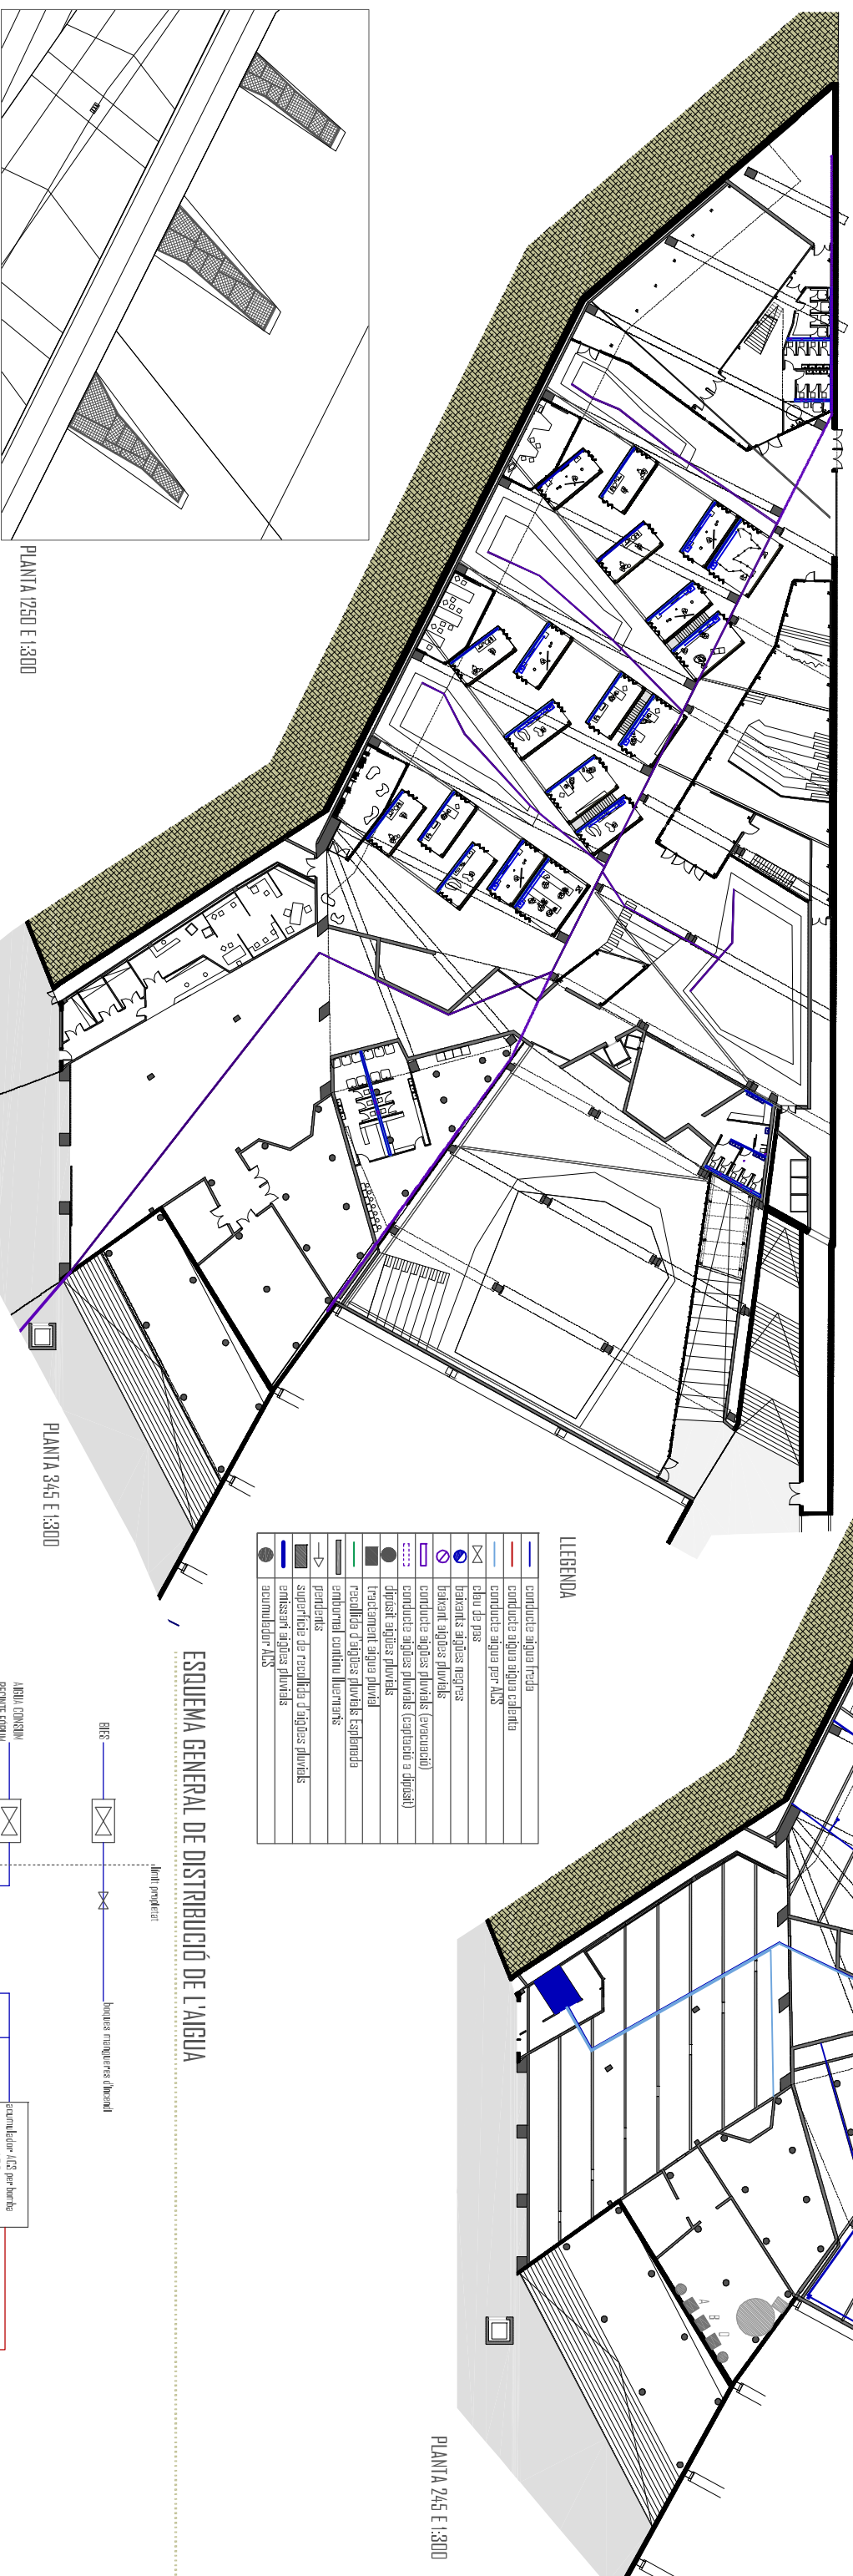 PLANTA 1250 E 1:300
PLANTA 345 E 1:300
LLEGENDA
conducte aigua freda
conducte aigua aigua calenta
conducte aigua per ACS
clau de pas
baixants aigües negres
baixant aigües pluvials
conducte aigües pluvials (evacuació)
conducte aigües pluvials (captació a dipòsit)
dipòsit aigües pluvials
tractament aigua pluvial
recollida d'aigües pluvials Esplanada
embornal continu lluernaris
pendents
superfície de recollida d'aigües pluvials
emissari aigües pluvials
acumulador ACS
ESQUEMA GENERAL DE DISTRIBUCIÓ DE L'AIGUA
BIES
límit propietat
boques mangueres d'incendi
AIGUA CONSUM
RECINTE FORUM
acumulador ACS per bomba
A
B
D
PLANTA 245 E 1:300